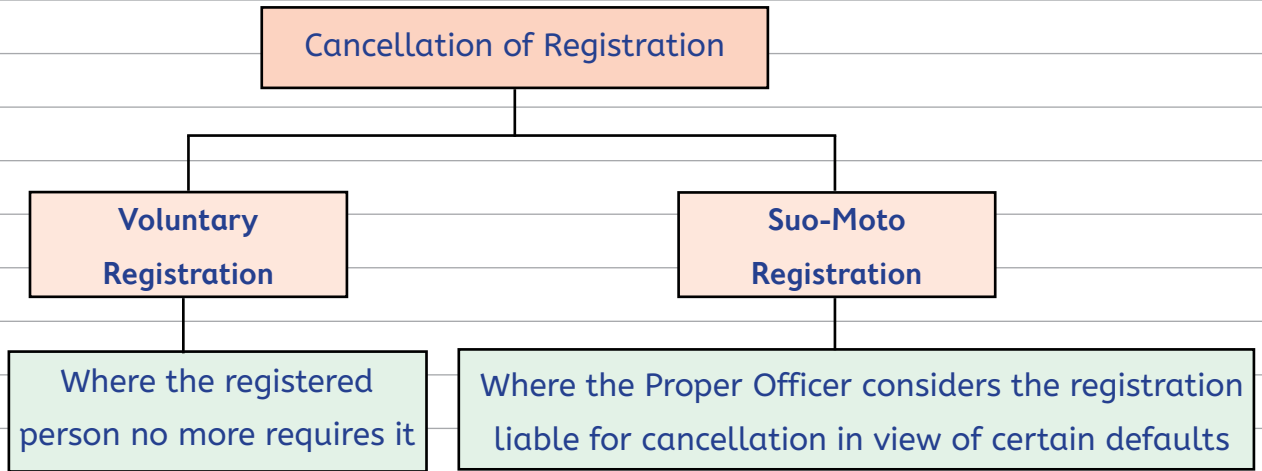 Cancellation of Registration
Voluntary
Registration
Suo-Moto
Registration
Where the registered
person no more requires it
Where the Proper Officer considers the registration
liable for cancellation in view of certain defaults